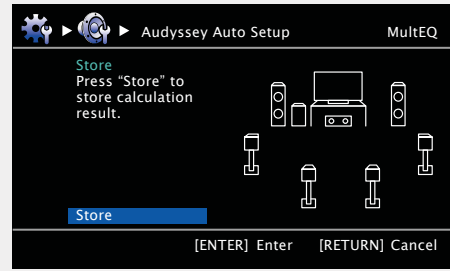 Audyssey Auto Setup MultEQ
Store
Press “Store” to
store calculation
result.
Store
[ENTER] Enter [RETURN] Cancel